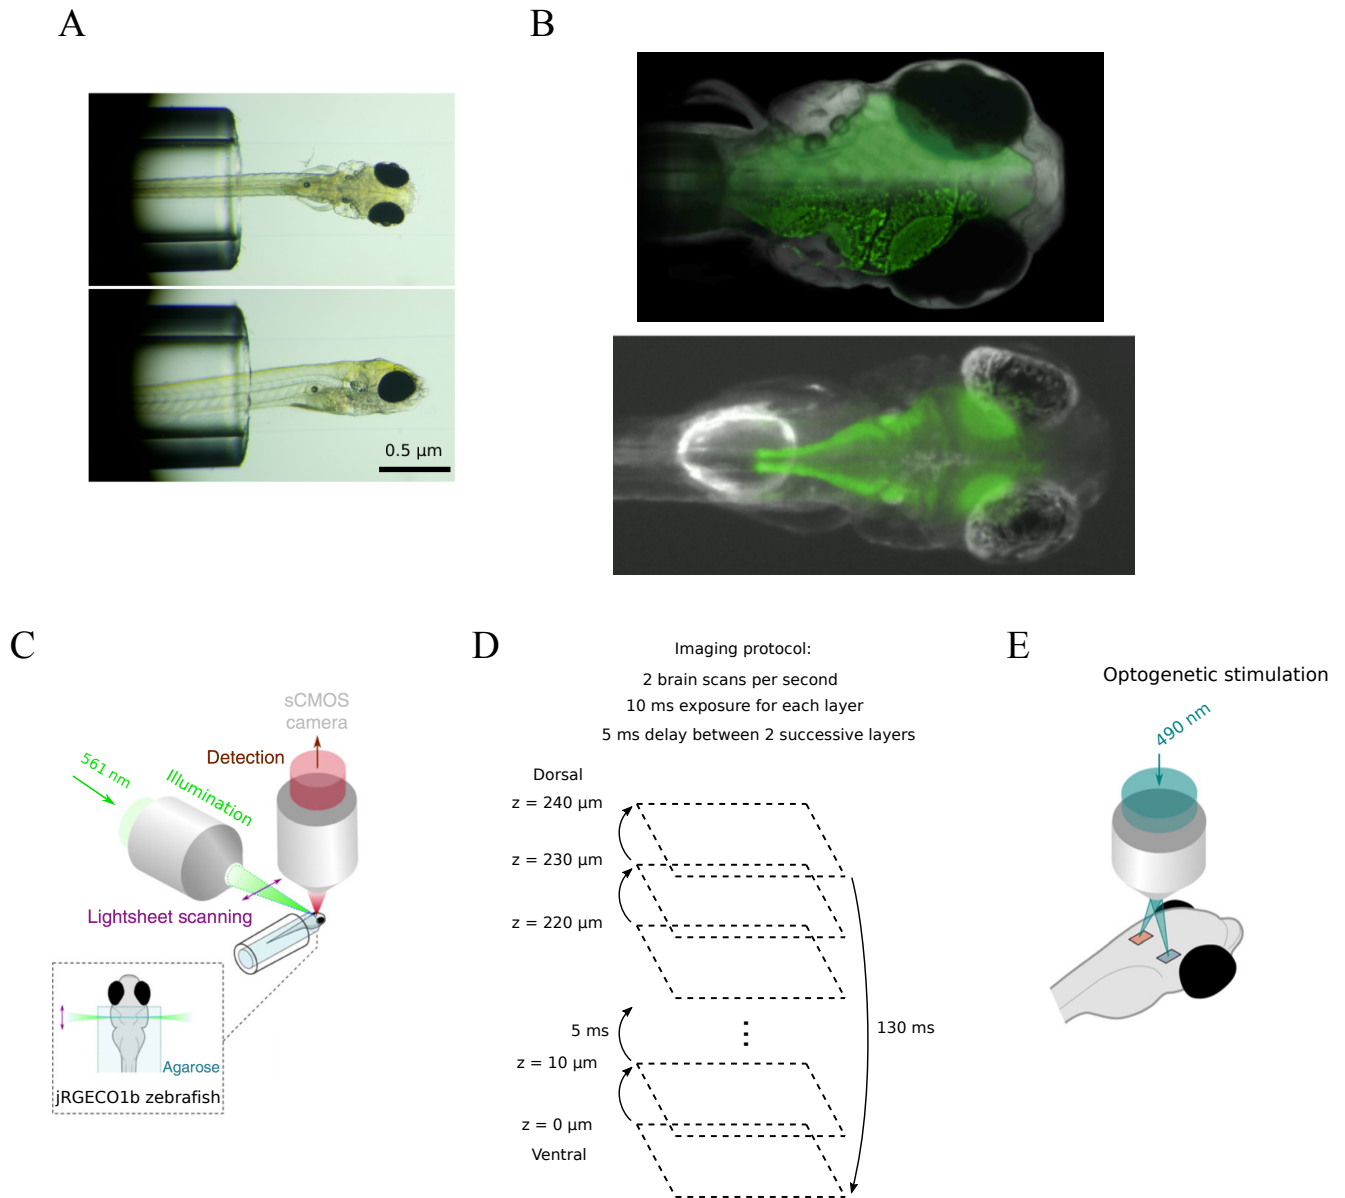 A
B
0.5 μm
C
sCMOS
camera
Detection
561 nm
Illumination
Lightsheet scanning
Agarose
jRGECO1b zebrafish
D
Imaging protocol:
2 brain scans per second
10 ms exposure for each layer
5 ms delay between 2 successive layers
Dorsal
z = 240 μm
z = 230 μm
z = 220 μm
5 ms
130 ms
z = 10 μm
z = 0 μm
Ventral
E
Optogenetic stimulation
490 nm